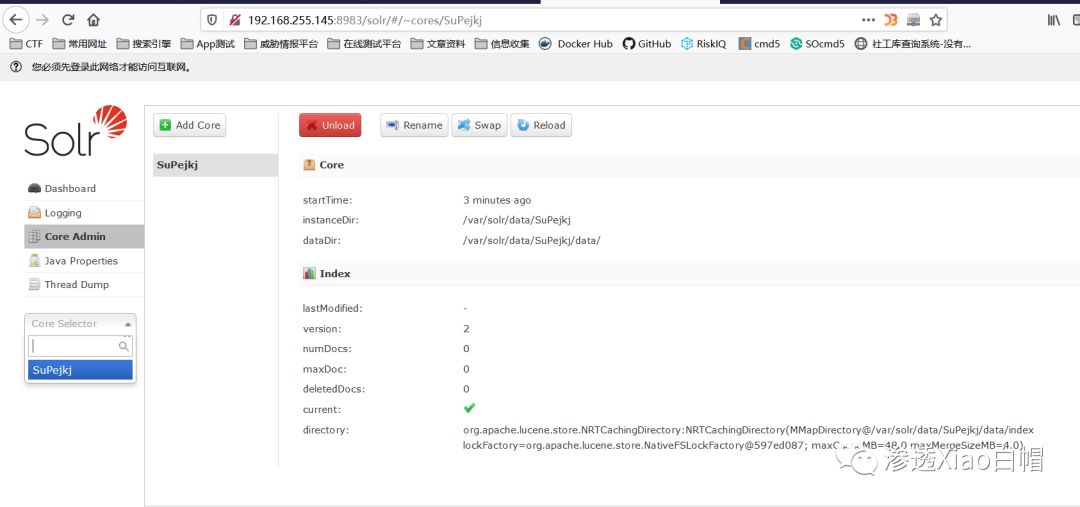 192.168.255.145:8983/solr/#/~cores/SuPejkj
CTF 常用网址 搜索引擎 App测试 威胁情报平台 在线测试平台 文章资料 信息收集 Docker Hub GitHub RiskIQ cmd5 SOcmd5 社工库查询系统-没有...
您必须先登录此网络才能访问互联网。
Solr
Dashboard
Logging
Core Admin
Java Properties
Thread Dump
Core Selector
SuPejkj
Add Core
SuPejkj
Unload Rename Swap Reload
Core
startTime: 3 minutes ago
instanceDir: /var/solr/data/SuPejkj
dataDir: /var/solr/data/SuPejkj/data/
Index
lastModified: -
version: 2
numDocs: 0
maxDoc: 0
deletedDocs: 0
current:
directory: org.apache.lucene.store.NRTCachingDirectory:NRTCachingDirectory(MMapDirectory@/var/solr/data/SuPejkj/data/index
lockFactory=org.apache.lucene.store.NativeFSLockFactory@597ed087; MB=48.0 maxMergeSizeMB=4.0)
渗透Xiao白帽